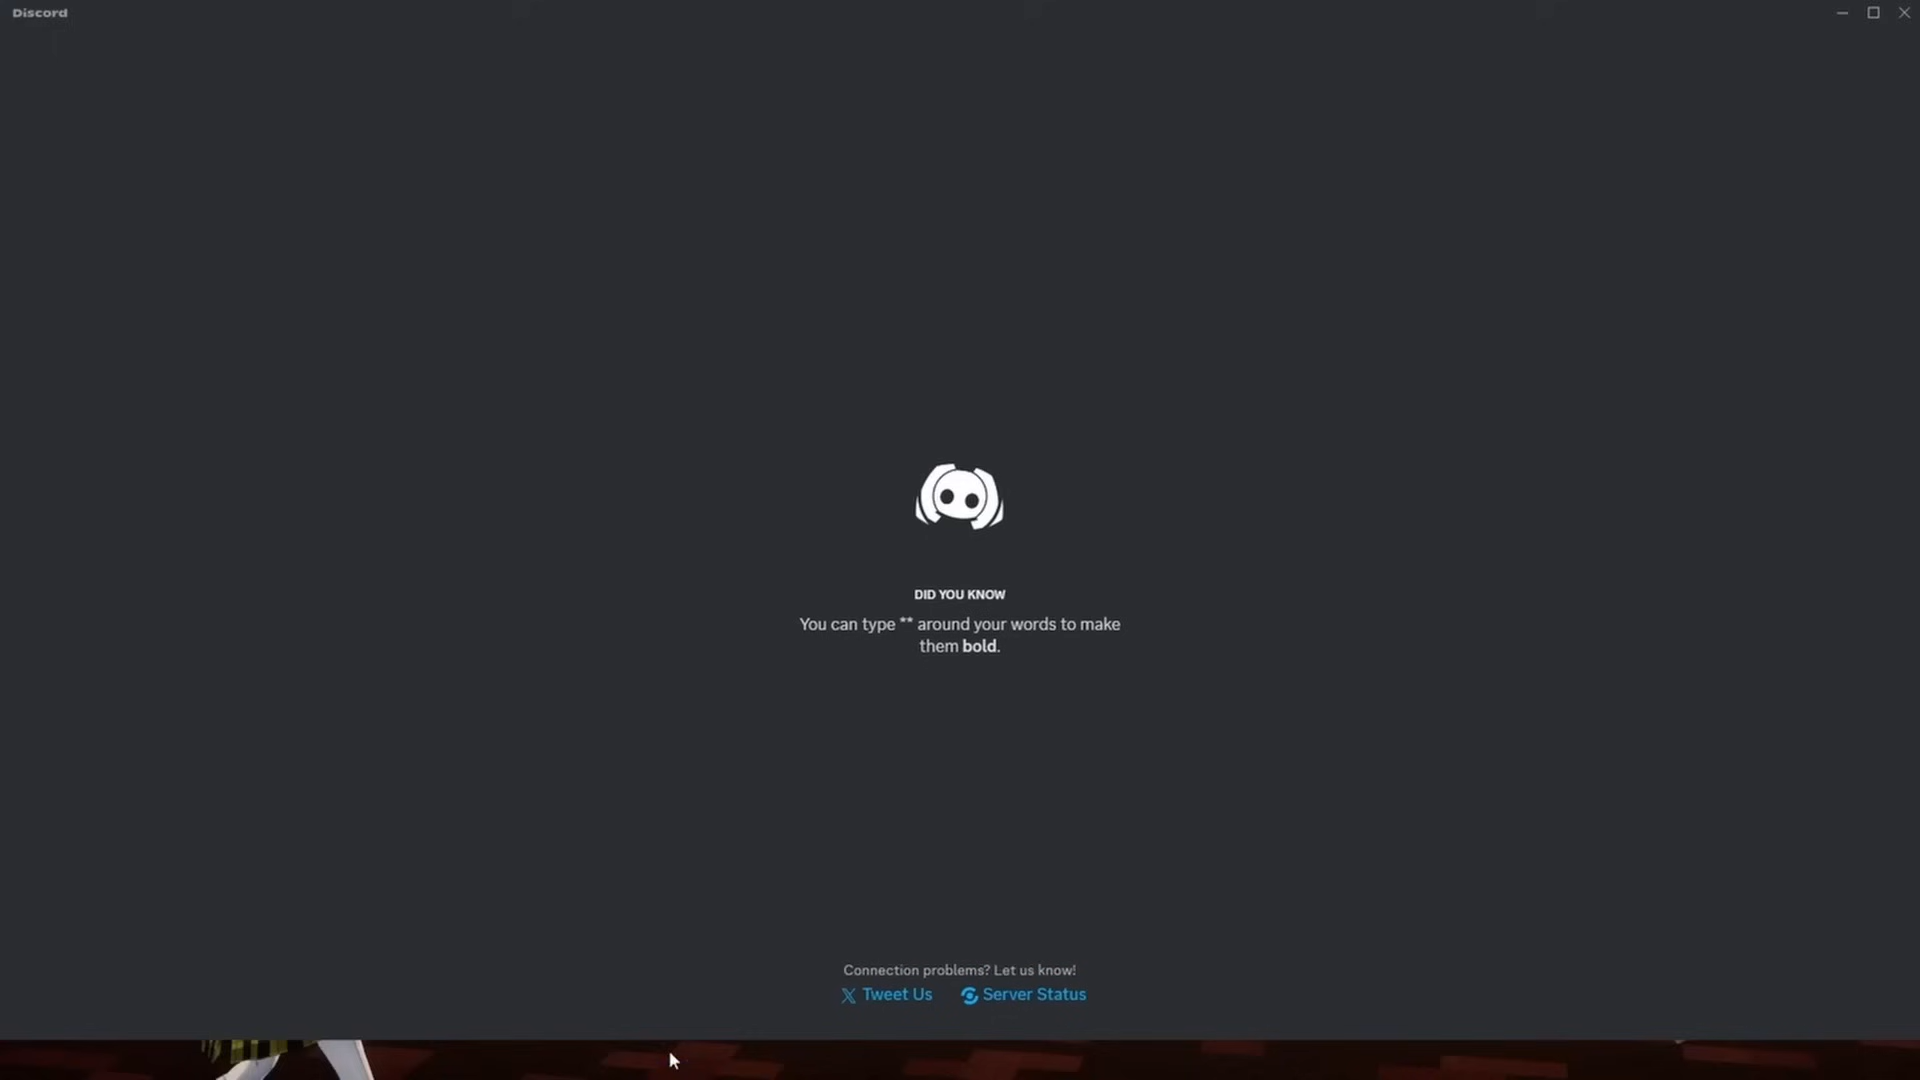 Discord
DID YOU KNOW
You can type ** around your words to make
them bold.
Connection problems? Let us know!
Tweet Us Server Status